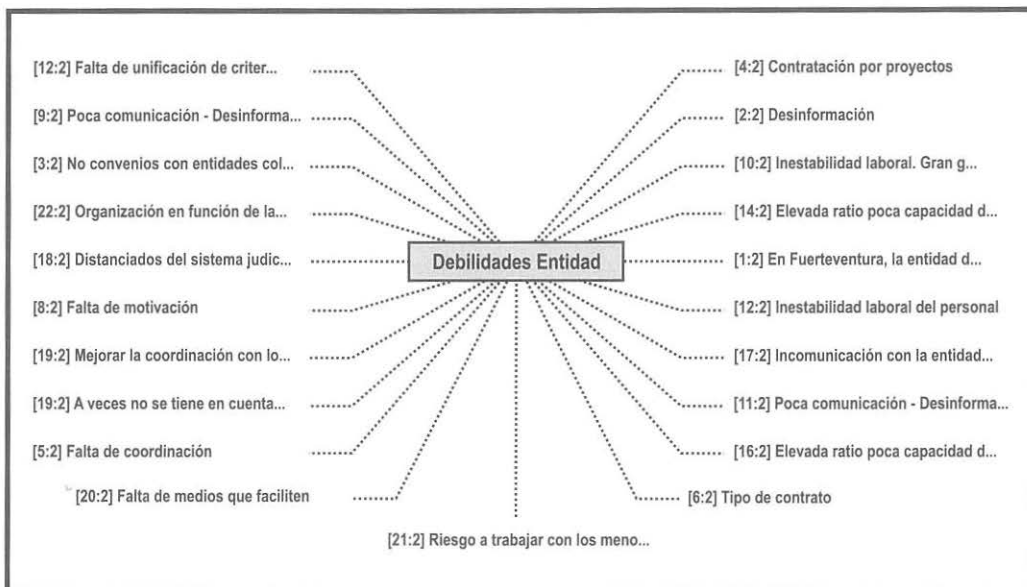 [12:2] Falta de unificación de criter...
[9:2] Poca comunicación - Desinforma...
[3:2] No convenios con entidades col...
[22:2] Organización en función de la...
[18:2] Distanciados del sistema judic...
[8:2] Falta de motivación
[19:2] Mejorar la coordinación con lo...
[19:2] A veces no se tiene en cuenta...
[5:2] Falta de coordinación
[20:2] Falta de medios que faciliten
Debilidades Entidad
[4:2] Contratación por proyectos
[2:2] Desinformación
[10:2] Inestabilidad laboral. Gran g...
[14:2] Elevada ratio poca capacidad d...
[1:2] En Fuerteventura, la entidad d...
[12:2] Inestabilidad laboral del personal
[17:2] Incomunicación con la entidad...
[11:2] Poca comunicación - Desinforma...
[16:2] Elevada ratio poca capacidad d...
[6:2] Tipo de contrato
[21:2] Riesgo a trabajar con los meno...